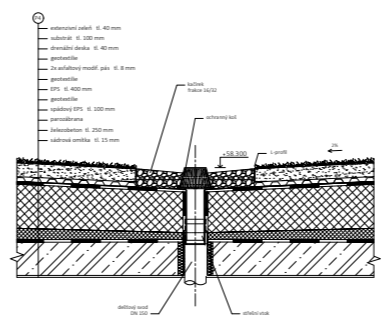 P4
extenzivní zeleň tl. 40 mm
substrát tl. 100 mm
drenážní deska tl. 40 mm
geotextilie
2x asfaltový modif. pás tl. 8 mm
geotextilie
EPS tl. 400 mm
geotextilie
spádový EPS tl. 100 mm
parozábrana
železobeton tl. 250 mm
sádrová omítka tl. 15 mm
kačírek
frakce 16/32
ochranný koš
+58,300
L-profil
2%
dešťový svod
DN 150
střešní vtok